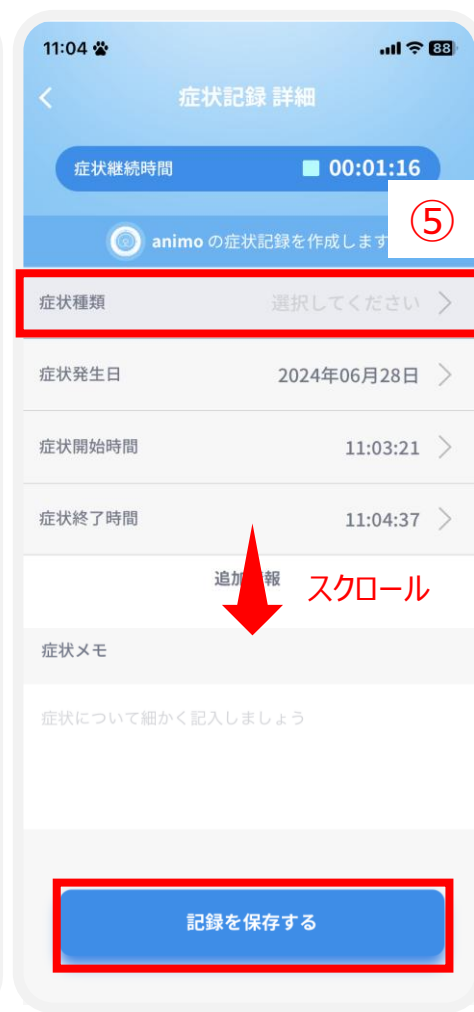 11:04
88
症状記録 詳細
症状継続時間 00:01:16
⑤
animo の症状記録を作成します
症状種類 選択してください
症状発生日 2024年06月28日
症状開始時間 11:03:21
症状終了時間 11:04:37
追加 報
スクロール
症状メモ
症状について細かく記入しましょう
記録を保存する